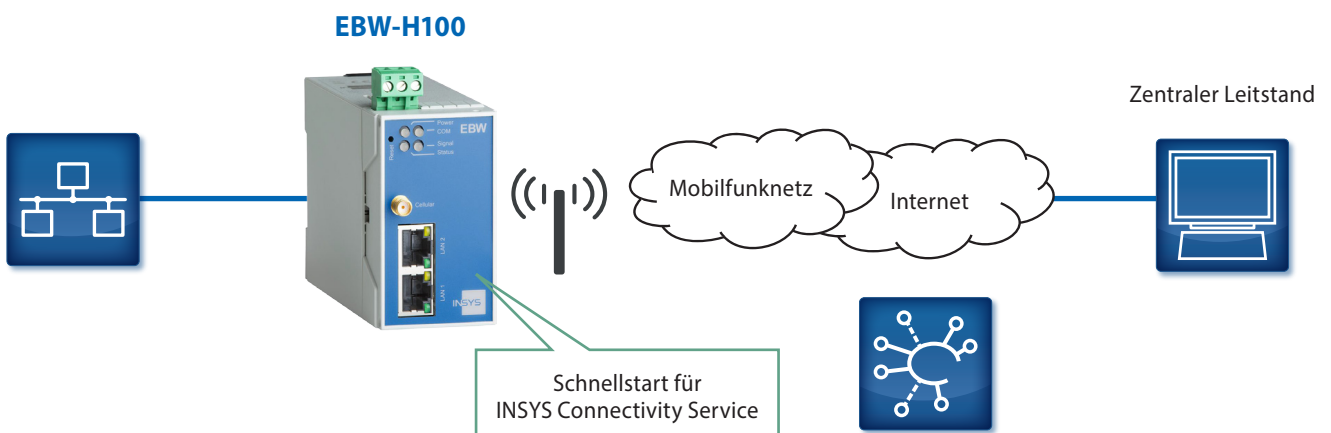 EBW-H100
Zentraler Leitstand
Power
COM
EBW
Signal
Status
Reset
Cellular
Mobilfunknetz
Internet
LAN 2
LAN 1
INSYS
Schnellstart für
INSYS Connectivity Service